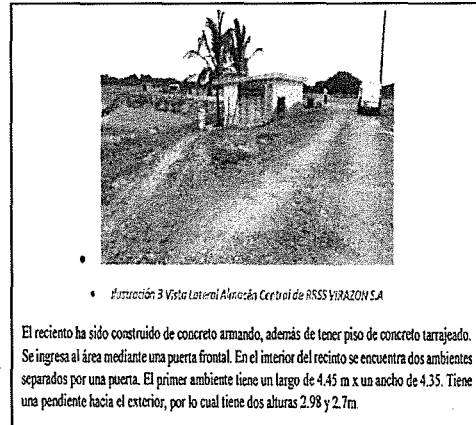 Ilustración 3 Vista Lateral Almacén Central de RRSS VIRAZON S.A
El reciento ha sido construido de concreto armando, además de tener piso de concreto tarrajeado.
Se ingresa al área mediante una puerta frontal. En el interior del recinto se encuentra dos ambientes
separados por una puerta. El primer ambiente tiene un largo de 4.45 m x un ancho de 4.35. Tiene
una pendiente hacia el exterior, por lo cual tiene dos alturas 2.98 y 2.7m.